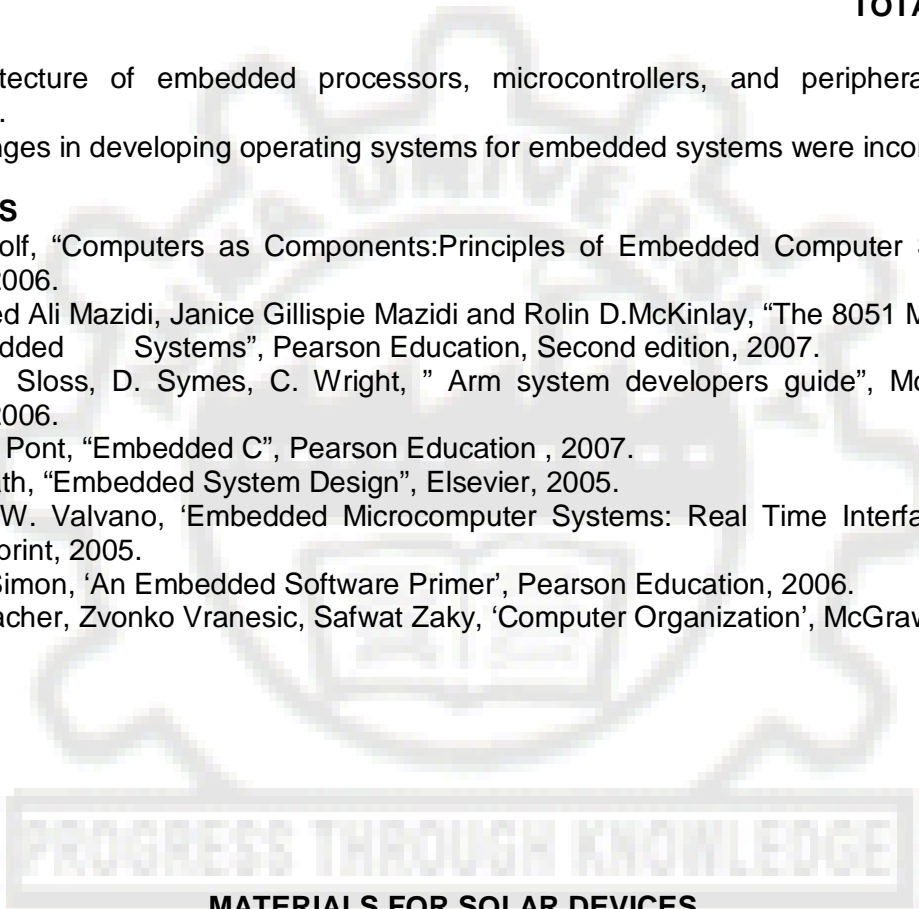 TOTA
tecture of embedded processors, microcontrollers, and periphera
.
nges in developing operating systems for embedded systems were incor
S
olf, “Computers as Components:Principles of Embedded Computer S
2006.
ed Ali Mazidi, Janice Gillispie Mazidi and Rolin D.McKinlay, “The 8051 M
dded Systems”, Pearson Education, Second edition, 2007.
Sloss, D. Symes, C. Wright, ” Arm system developers guide”, Mo
2006.
Pont, “Embedded C”, Pearson Education , 2007.
ath, “Embedded System Design”, Elsevier, 2005.
W. Valvano, ‘Embedded Microcomputer Systems: Real Time Interfa
print, 2005.
Simon, ‘An Embedded Software Primer’, Pearson Education, 2006.
acher, Zvonko Vranesic, Safwat Zaky, ‘Computer Organization’, McGraw
PROGRESS THROUGH KNOWLEDGE
MATERIALS FOR SOLAR DEVICES